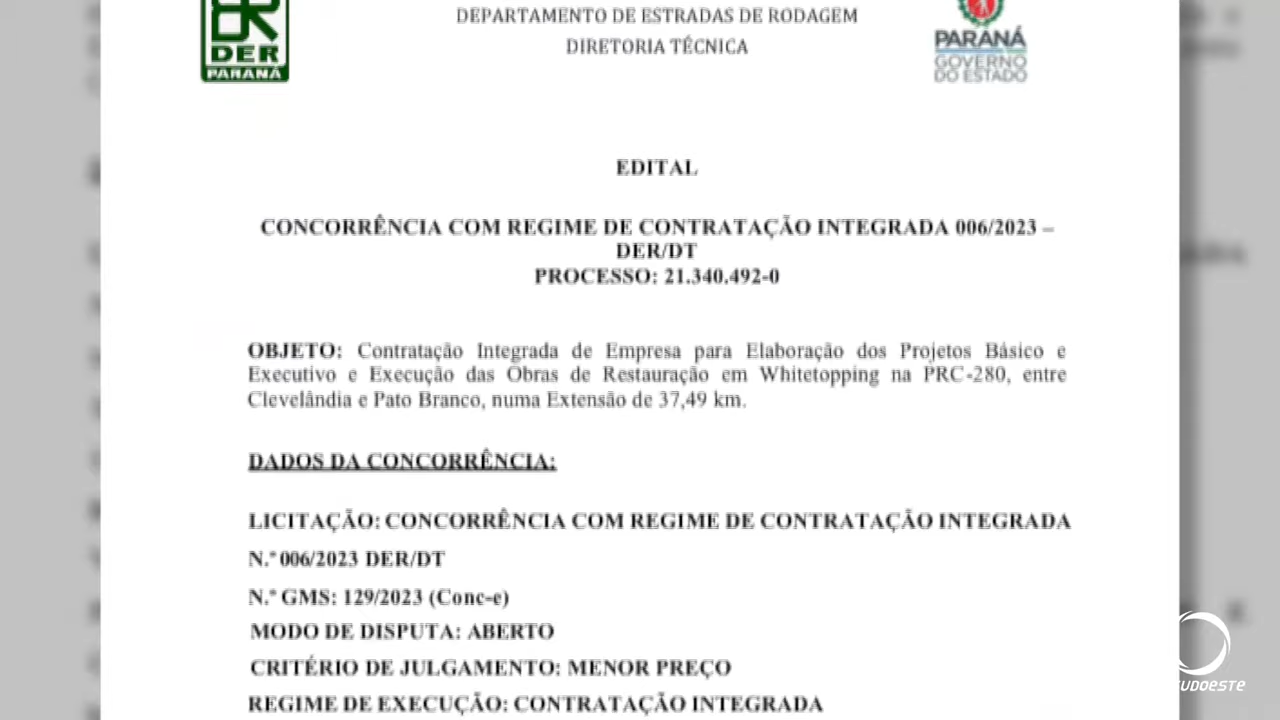 DER
PARANÁ
DEPARTAMENTO DE ESTRADAS DE RODAGEM
DIRETORIA TÉCNICA
PARANÁ
GOVERNO
DO ESTADO
EDITAL
CONCORRÊNCIA COM REGIME DE CONTRATAÇÃO INTEGRADA 006/2023 –
DER/DT
PROCESSO: 21.340.492-0
OBJETO: Contratação Integrada de Empresa para Elaboração dos Projetos Básico e
Executivo e Execução das Obras de Restauração em Whitetopping na PRC-280, entre
Clevelândia e Pato Branco, numa Extensão de 37,49 km.
DADOS DA CONCORRÊNCIA:
LICITAÇÃO: CONCORRÊNCIA COM REGIME DE CONTRATAÇÃO INTEGRADA
N.º 006/2023 DER/DT
N.º GMS: 129/2023 (Conc-e)
MODO DE DISPUTA: ABERTO
CRITÉRIO DE JULGAMENTO: MENOR PREÇO
REGIME DE EXECUÇÃO: CONTRATAÇÃO INTEGRADA
SUDOESTE